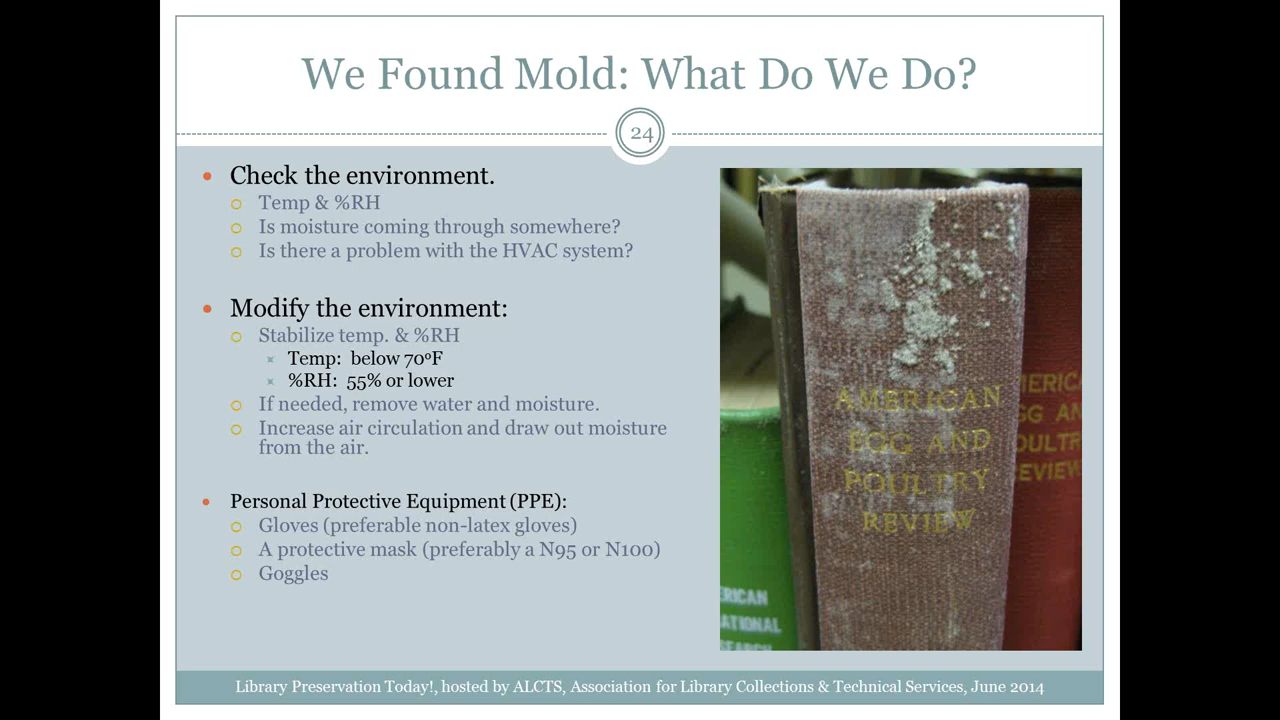 We Found Mold: What Do We Do?
24
Check the environment.
Temp & %RH
Is moisture coming through somewhere?
Is there a problem with the HVAC system?
Modify the environment:
Stabilize temp. & %RH
Temp: below 70ºF
%RH: 55% or lower
If needed, remove water and moisture.
Increase air circulation and draw out moisture
from the air.
Personal Protective Equipment (PPE):
Gloves (preferable non-latex gloves)
A protective mask (preferably a N95 or N100)
Goggles
AMERICAN
EGG AND
POULTRY
REVIEW
Library Preservation Today!, hosted by ALCTS, Association for Library Collections & Technical Services, June 2014